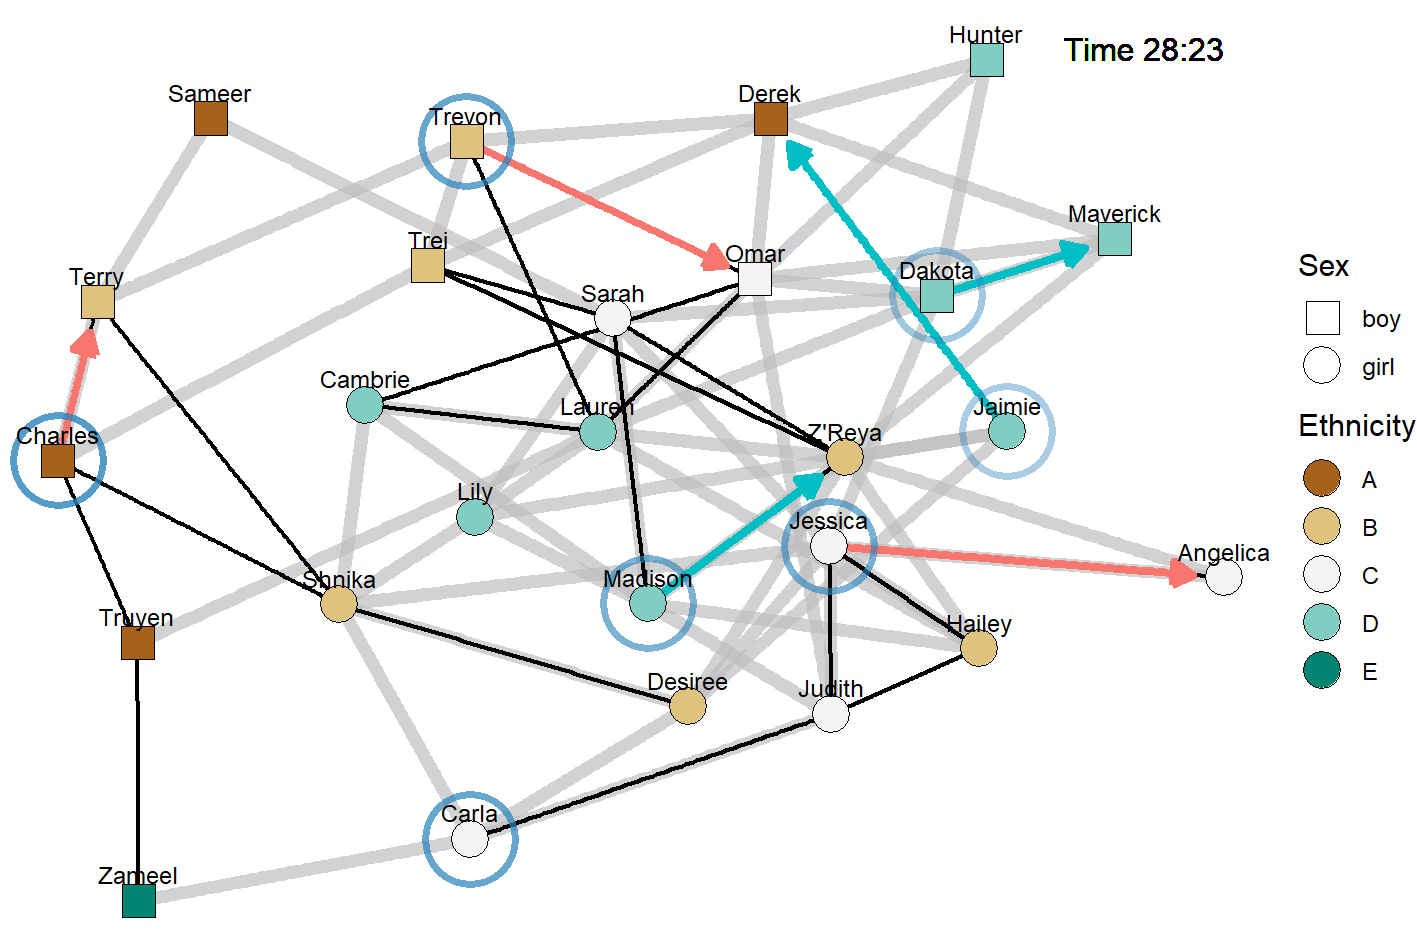 Hunter
Time 28:23
Sameer
Derek
Trevon
Maverick
Trei
Omar
Dakota
Terry
Sarah
Sex
boy
girl
Cambrie
Lauren
Jaimie
Charles
Z'Reya
Ethnicity
A
Lily
Jessica
B
Angelica
C
Shnika
Madison
Truyen
Hailey
D
Desiree
Judith
E
Carla
Zameel